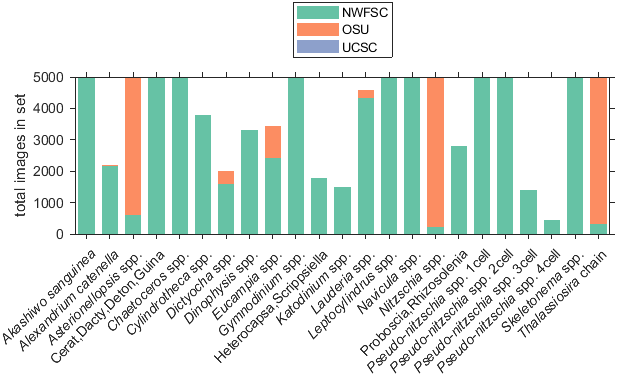 NWFSC
OSU
UCSC
total images in set
5000
4000
3000
2000
1000
0
Akashiwo sanguinea
Alexandrium catenella
Asterionellopsis spp.
Cerat,Dacty,Deton,Guina
Chaetoceros spp.
Cylindrotheca spp.
Dictyocha spp.
Dinophysis spp.
Eucampia spp.
Gymnodinium spp.
Heterocapsa,Scrippsiella
Katodinium spp.
Lauderia spp.
Leptocylindrus spp.
Navicula spp.
Nitzschia spp.
Proboscia,Rhizosolenia
Pseudo-nitzschia spp. 1cell
Pseudo-nitzschia spp. 2cell
Pseudo-nitzschia spp. 3cell
Pseudo-nitzschia spp. 4cell
Skeletonema spp.
Thalassiosira chain